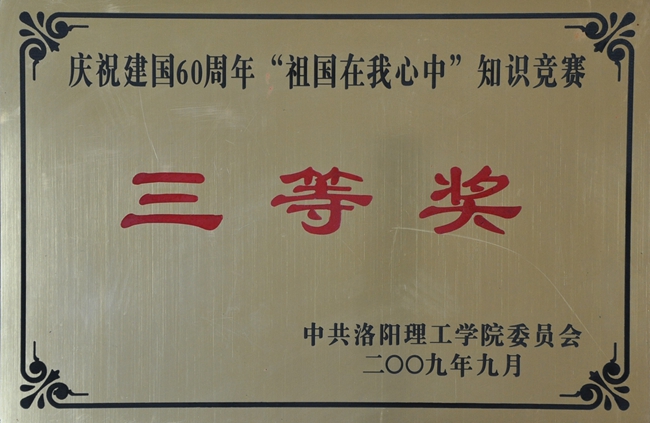 庆祝建国60周年“祖国在我心中”知识竞赛
三等奖
中共洛阳理工学院委员会
二〇〇九年九月